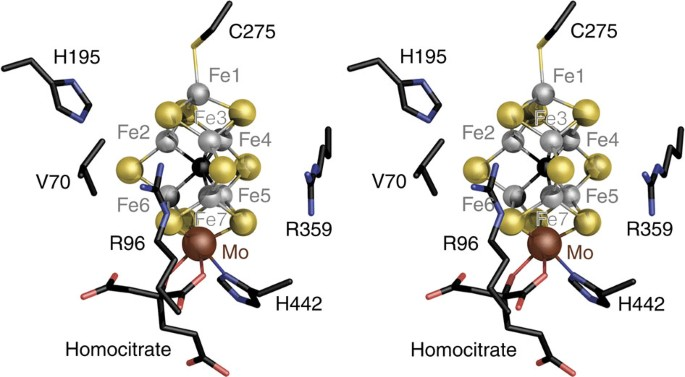 C275
H195
Fe1
Fe3
Fe2
Fe4
V70
Fe5
Fe6
R359
Fe7
R96
Mo
H442
Homocitrate
C275
H195
Fe1
Fe3
Fe2
Fe4
V70
Fe5
Fe6
R359
Fe7
R96
Mo
H442
Homocitrate